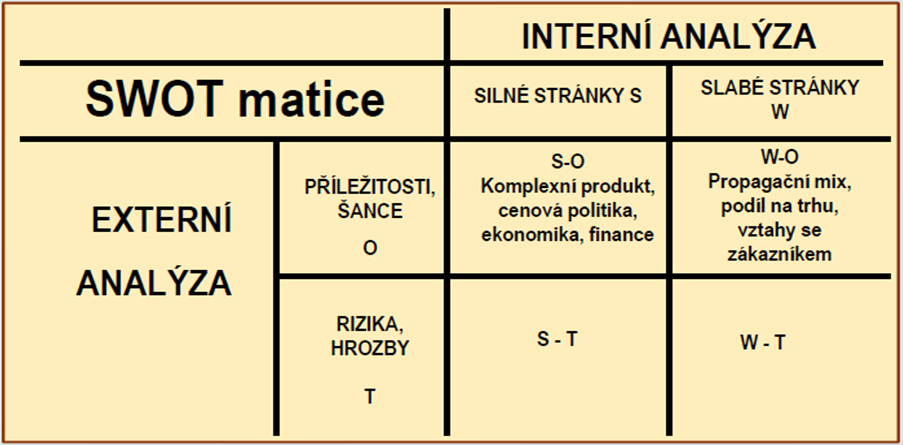 INTERNÍ ANALÝZA
SWOT matice
SILNÉ STRÁNKY S
SLABÉ STRÁNKY
W
EXTERNÍ
ANALÝZA
PŘÍLEŽITOSTI,
ŠANCE
O
S-O
Komplexní produkt,
cenová politika,
ekonomika, finance
W-O
Propagační mix,
podíl na trhu,
vztahy se
zákazníkem
RIZIKA,
HROZBY
T
S - T
W - T